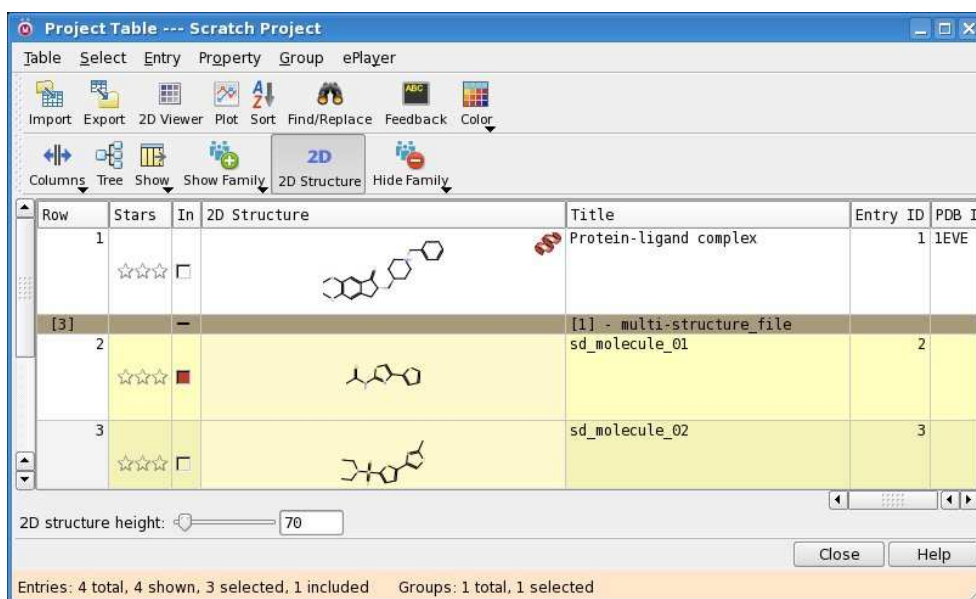 Project Table --- Scratch Project
Table Select Entry Property Group ePlayer
Import Export 2D Viewer Plot Sort Find/Replace Feedback Color
ABC
A
Z
2D
Columns Tree Show Show Family 2D Structure Hide Family
Row Stars In 2D Structure Title Entry ID PDB I
1 Protein-ligand complex 1 1EVE
[3] [1] - multi-structure_file
2 sd_molecule_01 2
3 sd_molecule_02 3
2D structure height: 70
Close Help
Entries: 4 total, 4 shown, 3 selected, 1 included Groups: 1 total, 1 selected